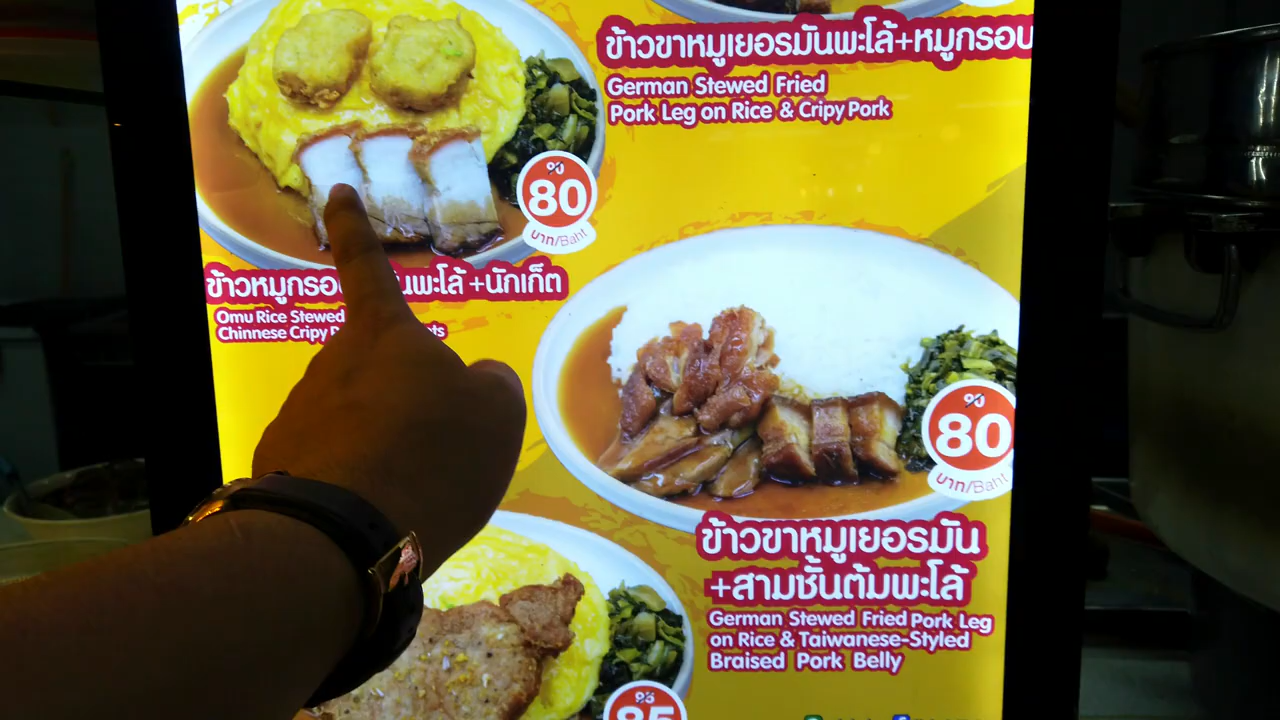 ข้าวขาหมูเยอรมันพะโล้+หมูกรอบ
German Stewed Fried
Pork Leg on Rice & Cripy Pork
90
80
บาท/Baht
ข้าวหมูกรอ พะโล้ +นักเก็ต
Omu Rice Stewed
Chinnese Cripy
90
80
บาท/Baht
ข้าวขาหมูเยอรมัน
+สามชั้นต้มพะโล้
German Stewed Fried Pork Leg
on Rice & Taiwanese-Styled
Braised Pork Belly
95
85